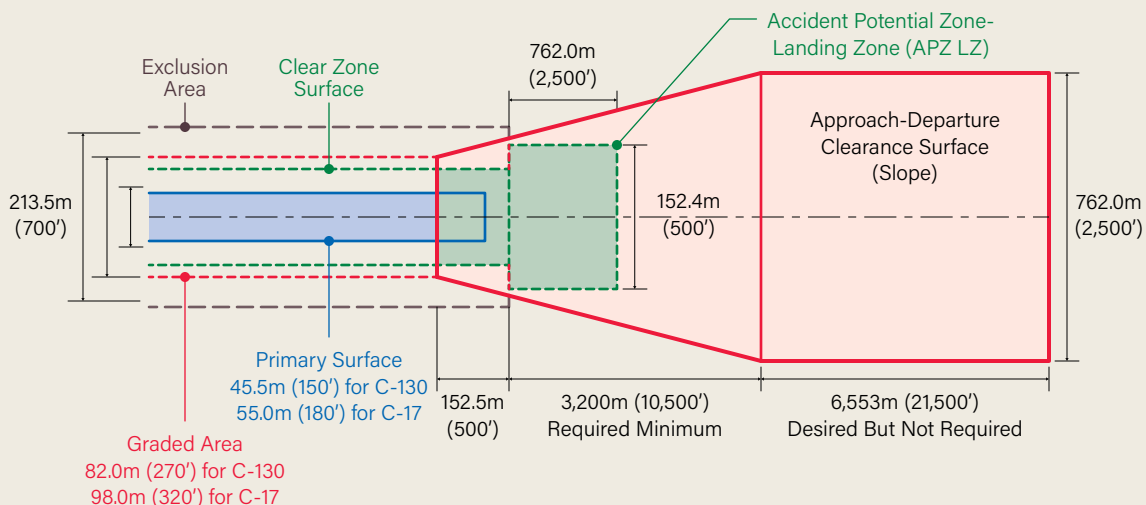 Accident Potential Zone-
Landing Zone (APZ LZ)
762.0m
(2,500’)
Exclusion
Area
Clear Zone
Surface
Approach-Departure
Clearance Surface
(Slope)
213.5m
(700’)
152.4m
(500’)
762.0m
(2,500’)
Primary Surface
45.5m (150’) for C-130
55.0m (180’) for C-17
152.5m
(500’)
3,200m (10,500’)
Required Minimum
6,553m (21,500’)
Desired But Not Required
Graded Area
82.0m (270’) for C-130
98.0m (320’) for C-17